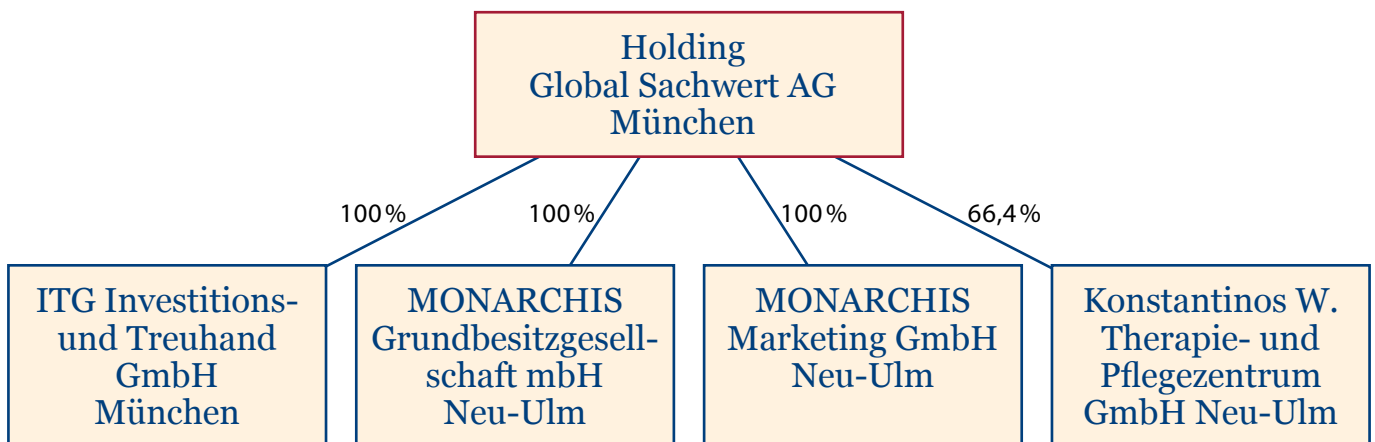 Holding
Global Sachwert AG
München
100 %
100 %
100 %
66,4 %
ITG Investitions-
und Treuhand
GmbH
München
MONARCHIS
Grundbesitzgesell-
schaft mbH
Neu-Ulm
MONARCHIS
Marketing GmbH
Neu-Ulm
Konstantinos W.
Therapie- und
Pflegezentrum
GmbH Neu-Ulm